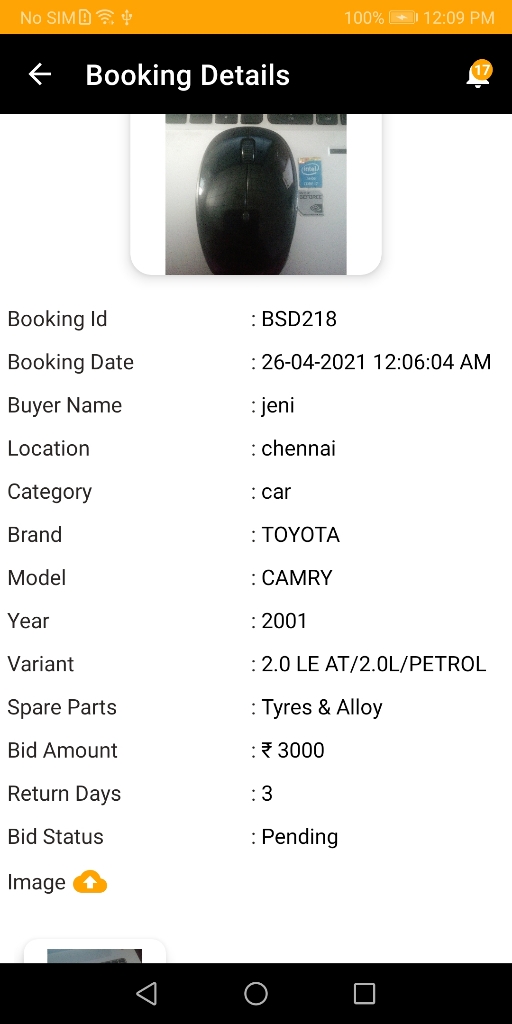 No SIM 100% 12:09 PM
Booking Details 17
intel
GEFORCE
Booking Id : BSD218
Booking Date : 26-04-2021 12:06:04 AM
Buyer Name : jeni
Location : chennai
Category : car
Brand : TOYOTA
Model : CAMRY
Year : 2001
Variant : 2.0 LE AT/2.0L/PETROL
Spare Parts : Tyres & Alloy
Bid Amount : ₹ 3000
Return Days : 3
Bid Status : Pending
Image